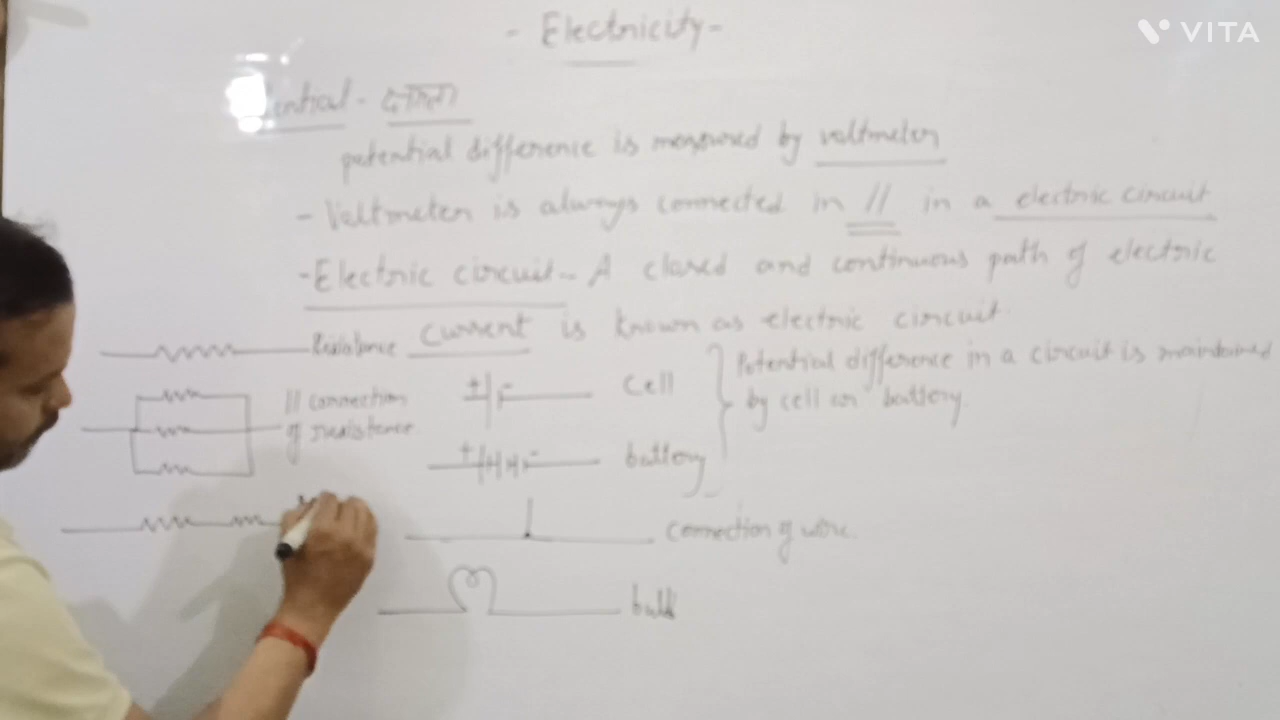 VITA
- Electricity -
potential difference is measured by voltmeter
- Voltmeter is always connected in // in a electric circuit
- Electric circuit - A closed and continuous path of electric
current is known as electric circuit
Resistance
// connection
of resistance
+ -
Cell
+ -
battery
Potential difference in a circuit is maintained
by cell or battery.
connection of wire.